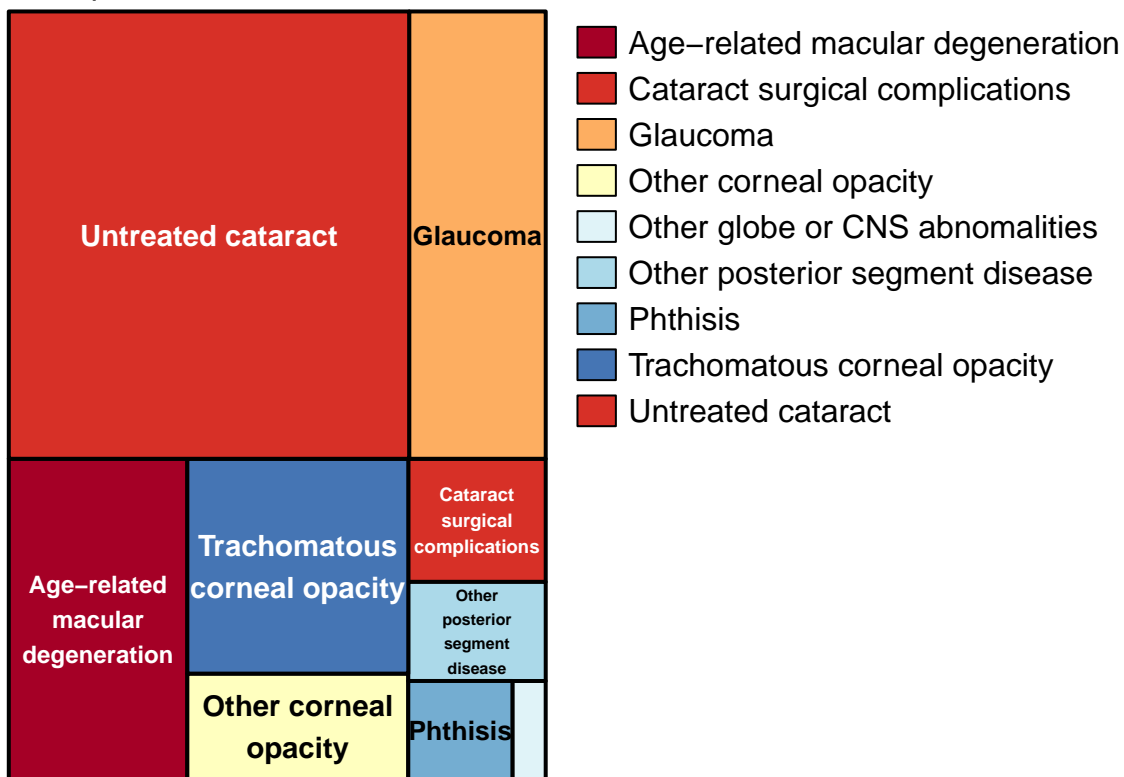 Untreated cataract
Glaucoma
Age−related
macular
degeneration
Trachomatous
corneal opacity
Other corneal
opacity
Cataract
surgical
complications
Other
posterior
segment
disease
Phthisis
Age−related macular degeneration
Cataract surgical complications
Glaucoma
Other corneal opacity
Other globe or CNS abnomalities
Other posterior segment disease
Phthisis
Trachomatous corneal opacity
Untreated cataract